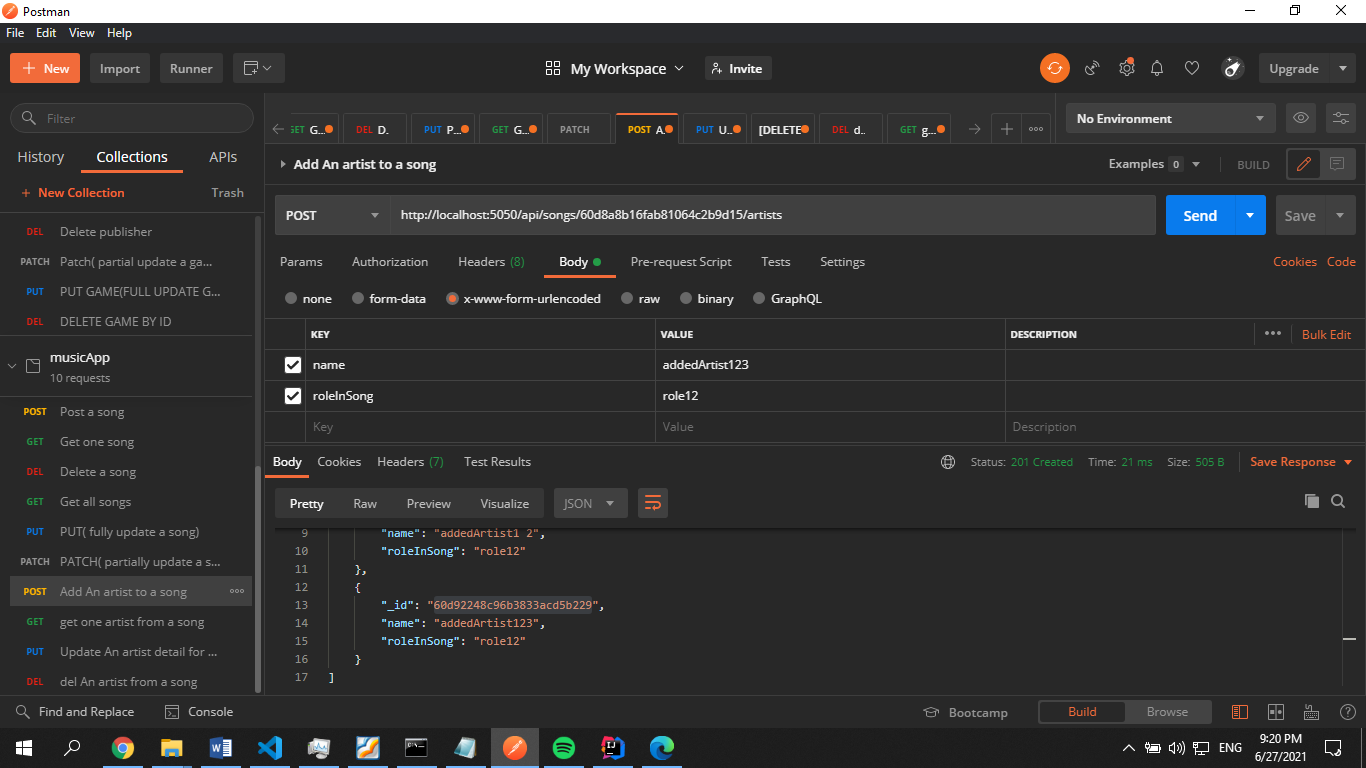 Postman
File Edit View Help
+ New Import Runner My Workspace Invite Upgrade
Filter
History Collections APIs
+ New Collection Trash
DEL Delete publisher
PATCH Patch( partial update a ga...
PUT PUT GAME(FULL UPDATE G...
DEL DELETE GAME BY ID
musicApp
10 requests
POST Post a song
GET Get one song
DEL Delete a song
GET Get all songs
PUT PUT( fully update a song)
PATCH PATCH( partially update a s...
POST Add An artist to a song
GET get one artist from a song
PUT Update An artist detail for ...
DEL del An artist from a song
GET G... DEL D. PUT P... GET G... PATCH POST A. PUT U.. [DELETE DEL d.. GET g... No Environment
Add An artist to a song Examples 0 BUILD
POST http://localhost:5050/api/songs/60d8a8b16fab81064c2b9d15/artists Send Save
Params Authorization Headers (8) Body Pre-request Script Tests Settings Cookies Code
none form-data x-www-form-urlencoded raw binary GraphQL
KEY VALUE DESCRIPTION Bulk Edit
name addedArtist123
roleInSong role12
Key Value Description
Body Cookies Headers (7) Test Results Status: 201 Created Time: 21 ms Size: 505 B Save Response
Pretty Raw Preview Visualize JSON
9 "name": "addedArtist1 2",
10 "roleInSong": "role12"
11 },
12 {
13 "_id": "60d92248c96b3833acd5b229",
14 "name": "addedArtist123",
15 "roleInSong": "role12"
16 }
17 ]
Find and Replace Console Bootcamp Build Browse
ENG 9:20 PM
6/27/2021